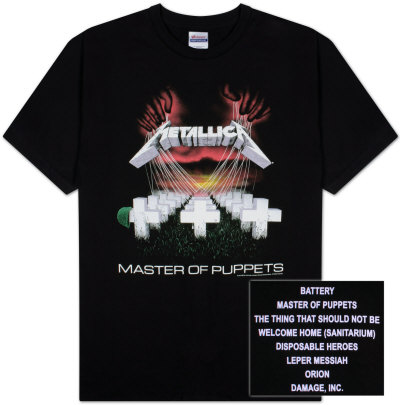 METALLICA
MASTER OF PUPPETS
BATTERY
MASTER OF PUPPETS
THE THING THAT SHOULD NOT BE
WELCOME HOME (SANITARIUM)
DISPOSABLE HEROES
LEPER MESSIAH
ORION
DAMAGE, INC.